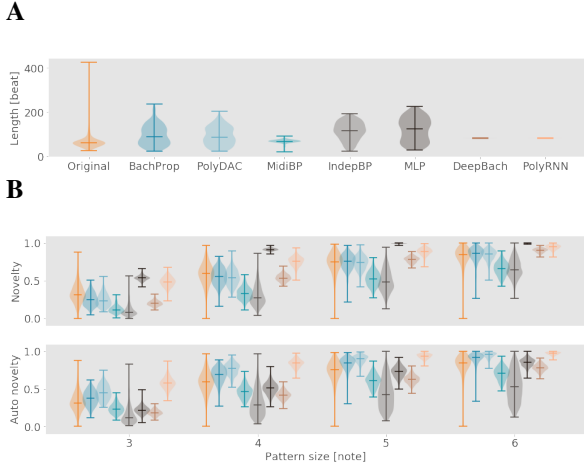 A
400
200
0
Length [beat]
Original BachProp PolyDAC MidiBP IndepBP MLP DeepBach PolyRNN
B
1.0
0.5
0.0
Novelty
1.0
0.5
0.0
Auto novelty
3 4 5 6
Pattern size [note]